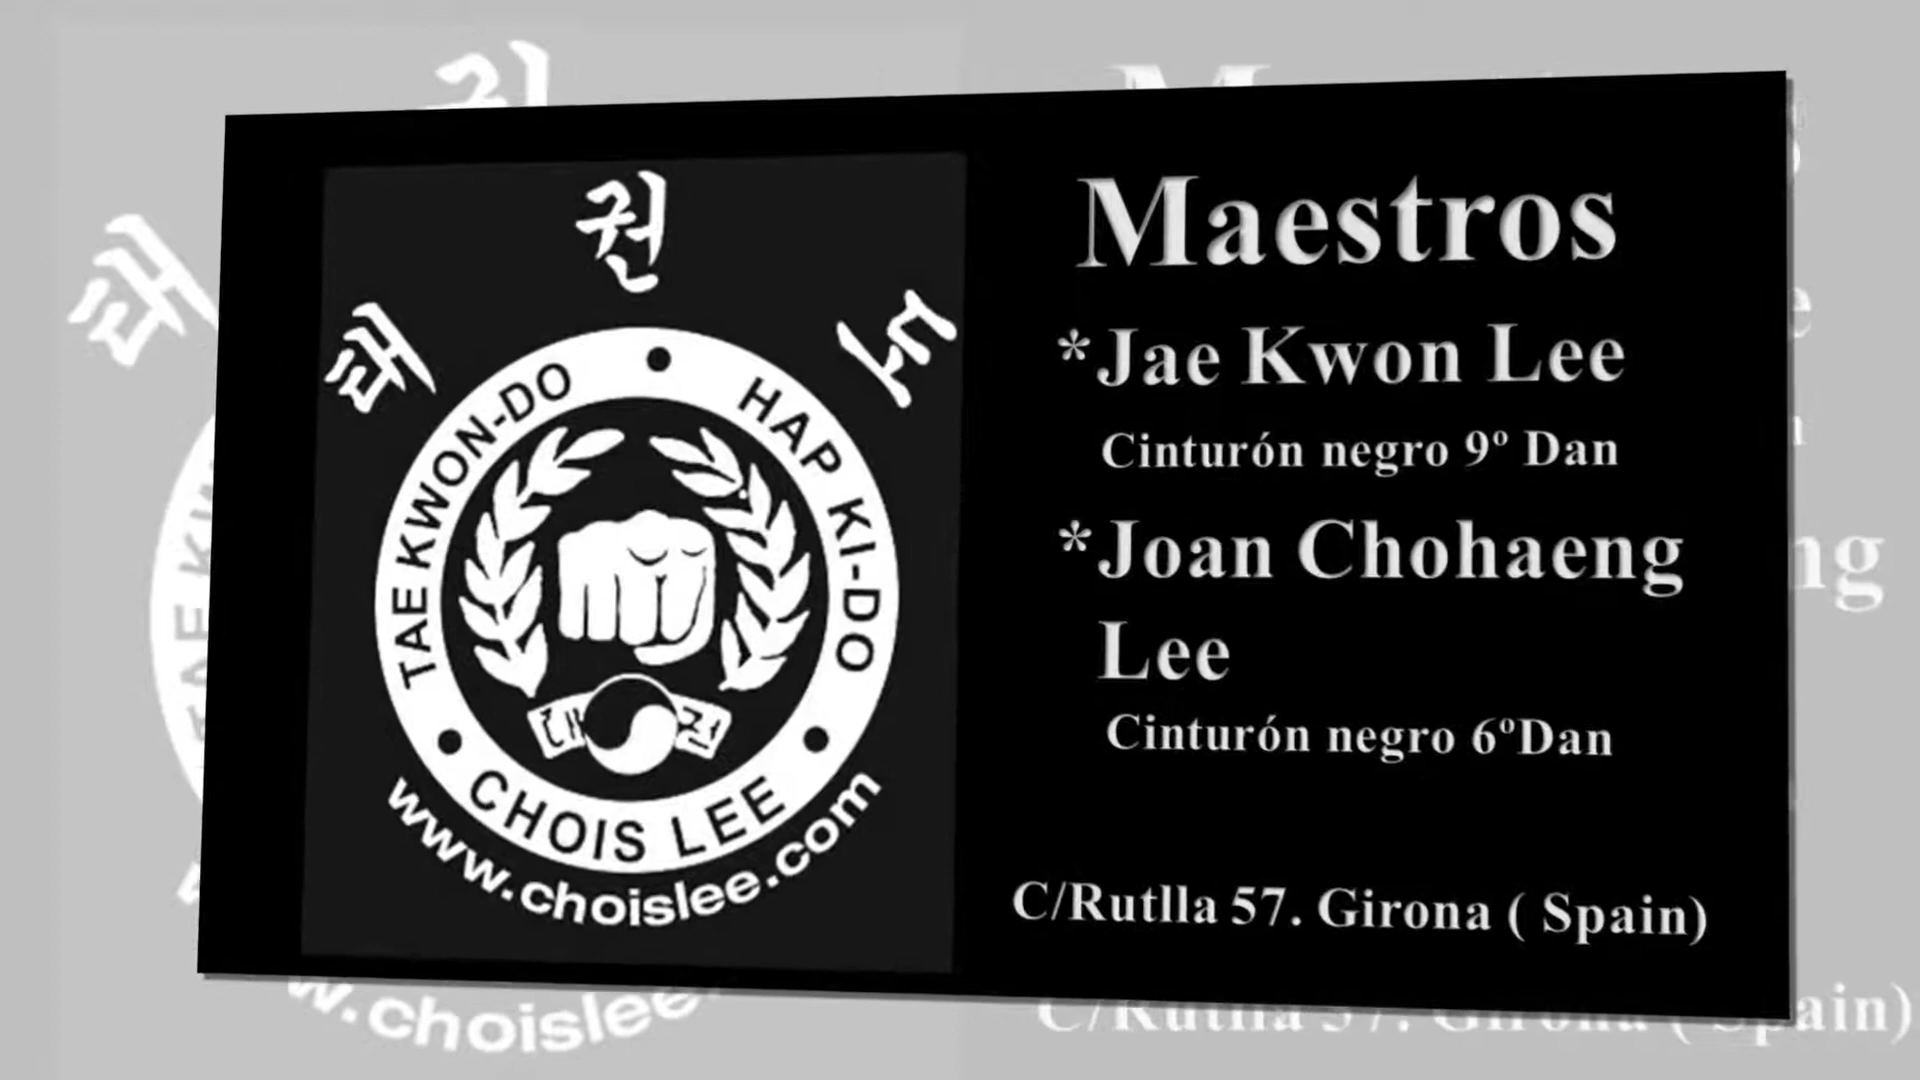 태 권 도
TAE KWON-DO • HAP KI-DO
CHOIS LEE
www.choislee.com
Maestros
*Jae Kwon Lee
Cinturón negro 9º Dan
*Joan Chohaeng
Lee
Cinturón negro 6ºDan
C/Rutlla 57. Girona ( Spain)